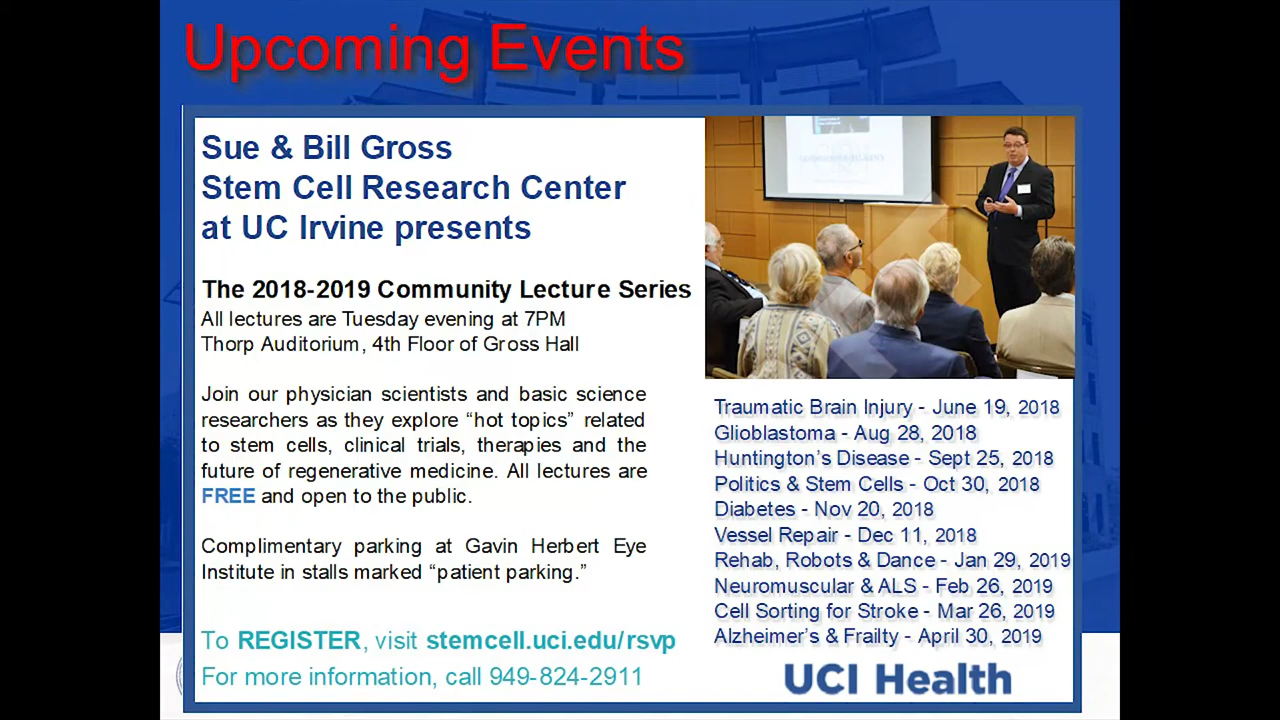 Upcoming Events
Sue & Bill Gross
Stem Cell Research Center
at UC Irvine presents
The 2018-2019 Community Lecture Series
All lectures are Tuesday evening at 7PM
Thorp Auditorium, 4th Floor of Gross Hall
Join our physician scientists and basic science
researchers as they explore “hot topics” related
to stem cells, clinical trials, therapies and the
future of regenerative medicine. All lectures are
FREE and open to the public.
Complimentary parking at Gavin Herbert Eye
Institute in stalls marked “patient parking.”
To REGISTER, visit stemcell.uci.edu/rsvp
For more information, call 949-824-2911
Traumatic Brain Injury - June 19, 2018
Glioblastoma - Aug 28, 2018
Huntington’s Disease - Sept 25, 2018
Politics & Stem Cells - Oct 30, 2018
Diabetes - Nov 20, 2018
Vessel Repair - Dec 11, 2018
Rehab, Robots & Dance - Jan 29, 2019
Neuromuscular & ALS - Feb 26, 2019
Cell Sorting for Stroke - Mar 26, 2019
Alzheimer’s & Frailty - April 30, 2019
UCI Health